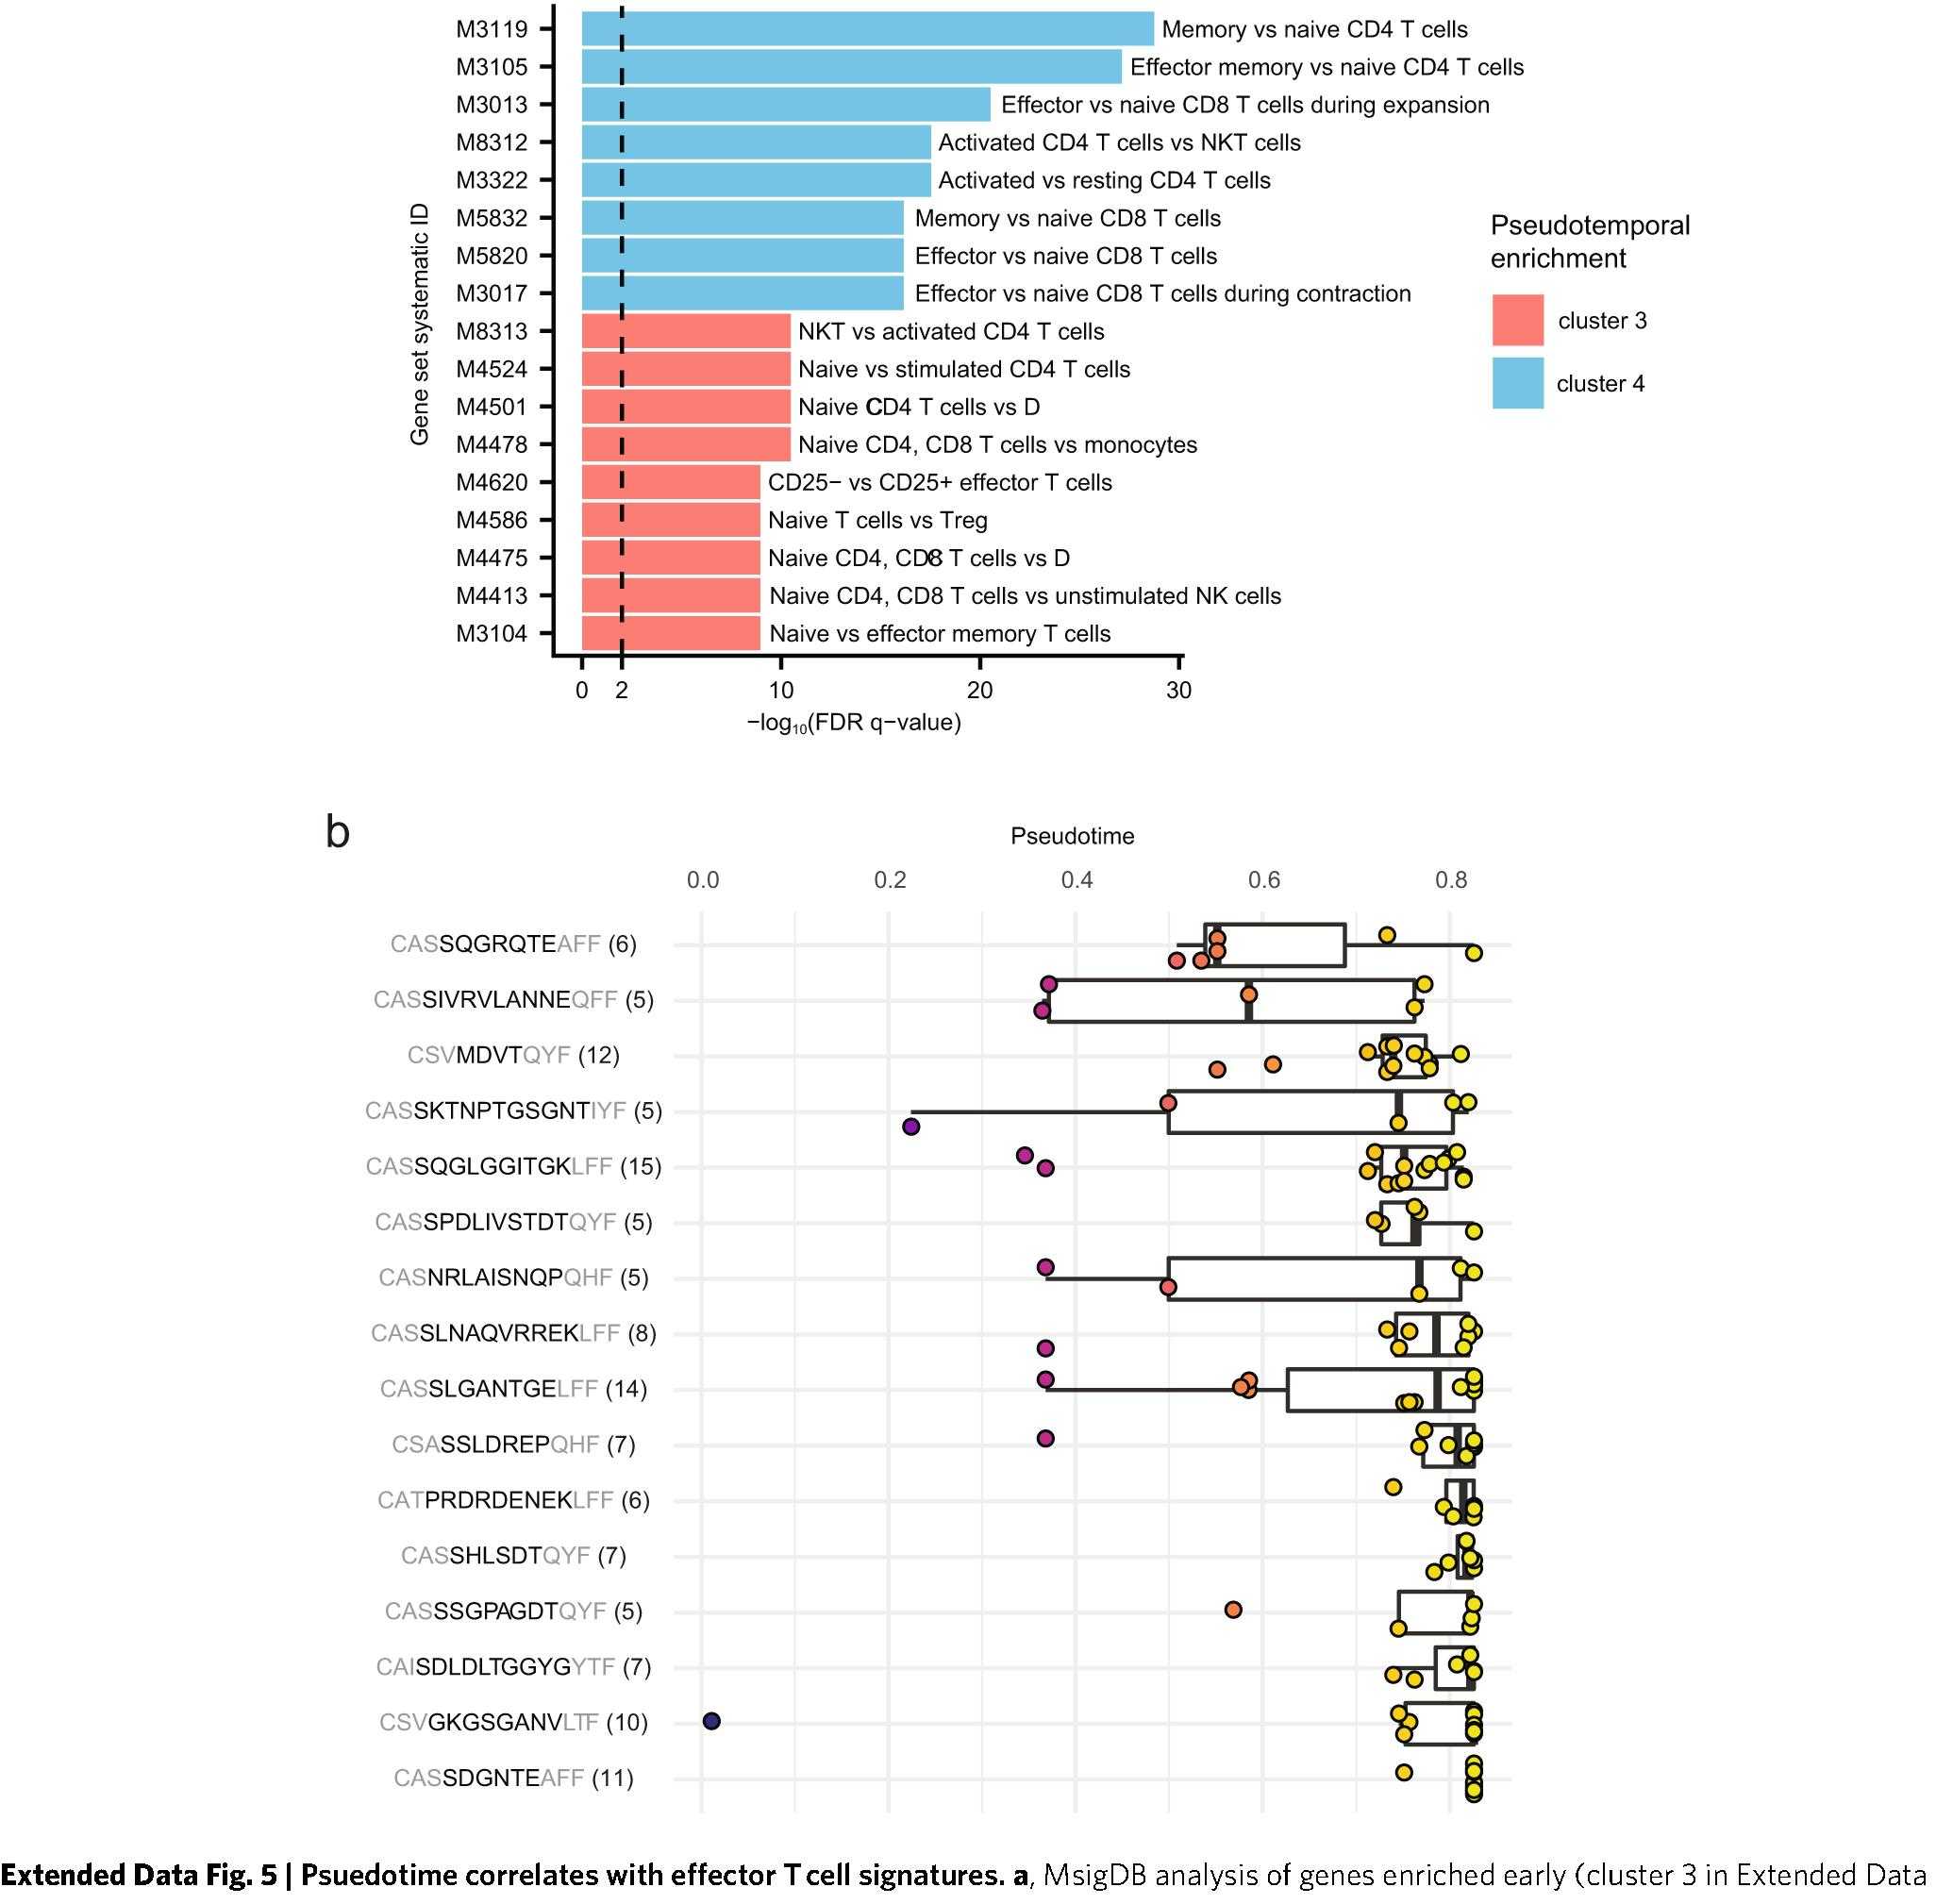 M3119 Memory vs naive CD4 T cells
M3105 Effector memory vs naive CD4 T cells
M3013 Effector vs naive CD8 T cells during expansion
M8312 Activated CD4 T cells vs NKT cells
M3322 Activated vs resting CD4 T cells
M5832 Memory vs naive CD8 T cells
M5820 Effector vs naive CD8 T cells
M3017 Effector vs naive CD8 T cells during contraction
M8313 NKT vs activated CD4 T cells
M4524 Naive vs stimulated CD4 T cells
M4501 Naive CD4 T cells vs D
M4478 Naive CD4, CD8 T cells vs monocytes
M4620 CD25− vs CD25+ effector T cells
M4586 Naive T cells vs Treg
M4475 Naive CD4, CD8 T cells vs D
M4413 Naive CD4, CD8 T cells vs unstimulated NK cells
M3104 Naive vs effector memory T cells
Gene set systematic ID
0 2 10 20 30
−log₁₀(FDR q−value)
Pseudotemporal
enrichment
cluster 3
cluster 4
b
Pseudotime
0.0 0.2 0.4 0.6 0.8
CASSQGRQTEAFF (6)
CASSIVRVLANNEQFF (5)
CSVMDVTQYF (12)
CASSKTNPTGSGNTIYF (5)
CASSQGLGGITGKLFF (15)
CASSPDLIVSTDTQYF (5)
CASNRLAISNQPQHF (5)
CASSLNAQVRREKLFF (8)
CASSLGANTGELFF (14)
CSASSLDREPQHF (7)
CATPRDRDENEKLFF (6)
CASSHLSDTQYF (7)
CASSSGPAGDTQYF (5)
CAISDLDLTGGYGYTF (7)
CSVGKGSGANVLTF (10)
CASSDGNTEAFF (11)
Extended Data Fig. 5 | Psuedotime correlates with effector T cell signatures. a, MsigDB analysis of genes enriched early (cluster 3 in Extended Data